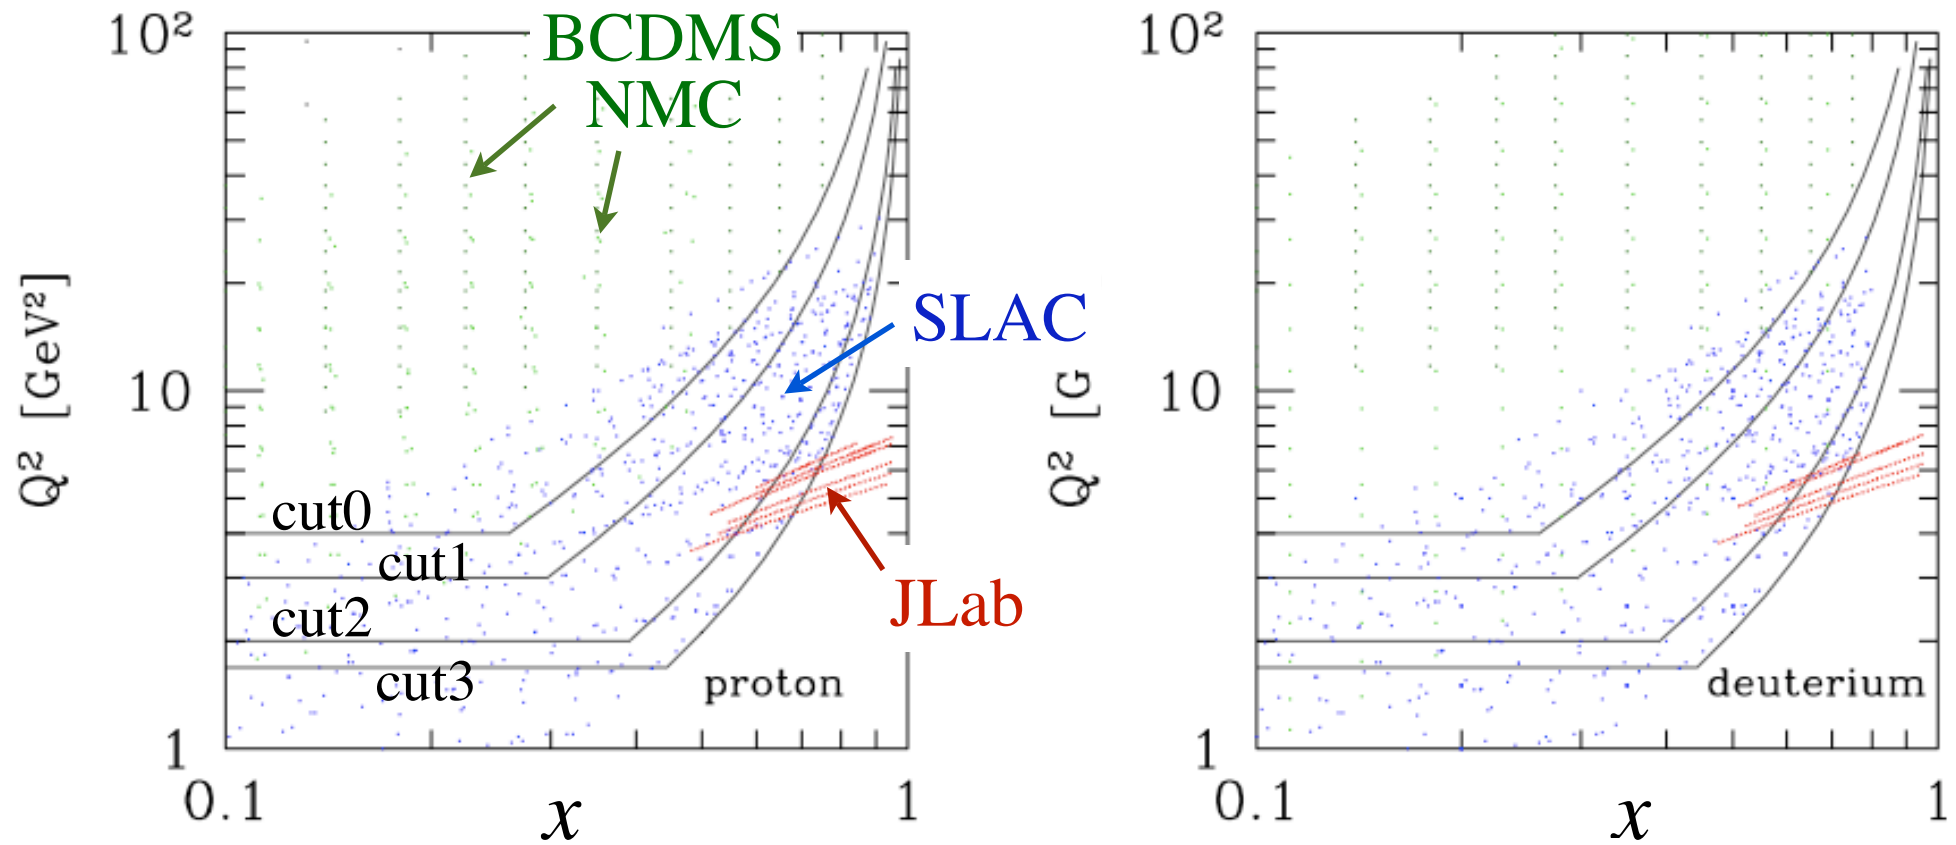 10²
BCDMS
NMC
Q² [GeV²]
10
SLAC
cut0
cut1
cut2
cut3
JLab
proton
1
0.1
x
1
10²
Q² [G
10
deuterium
1
0.1
x
1